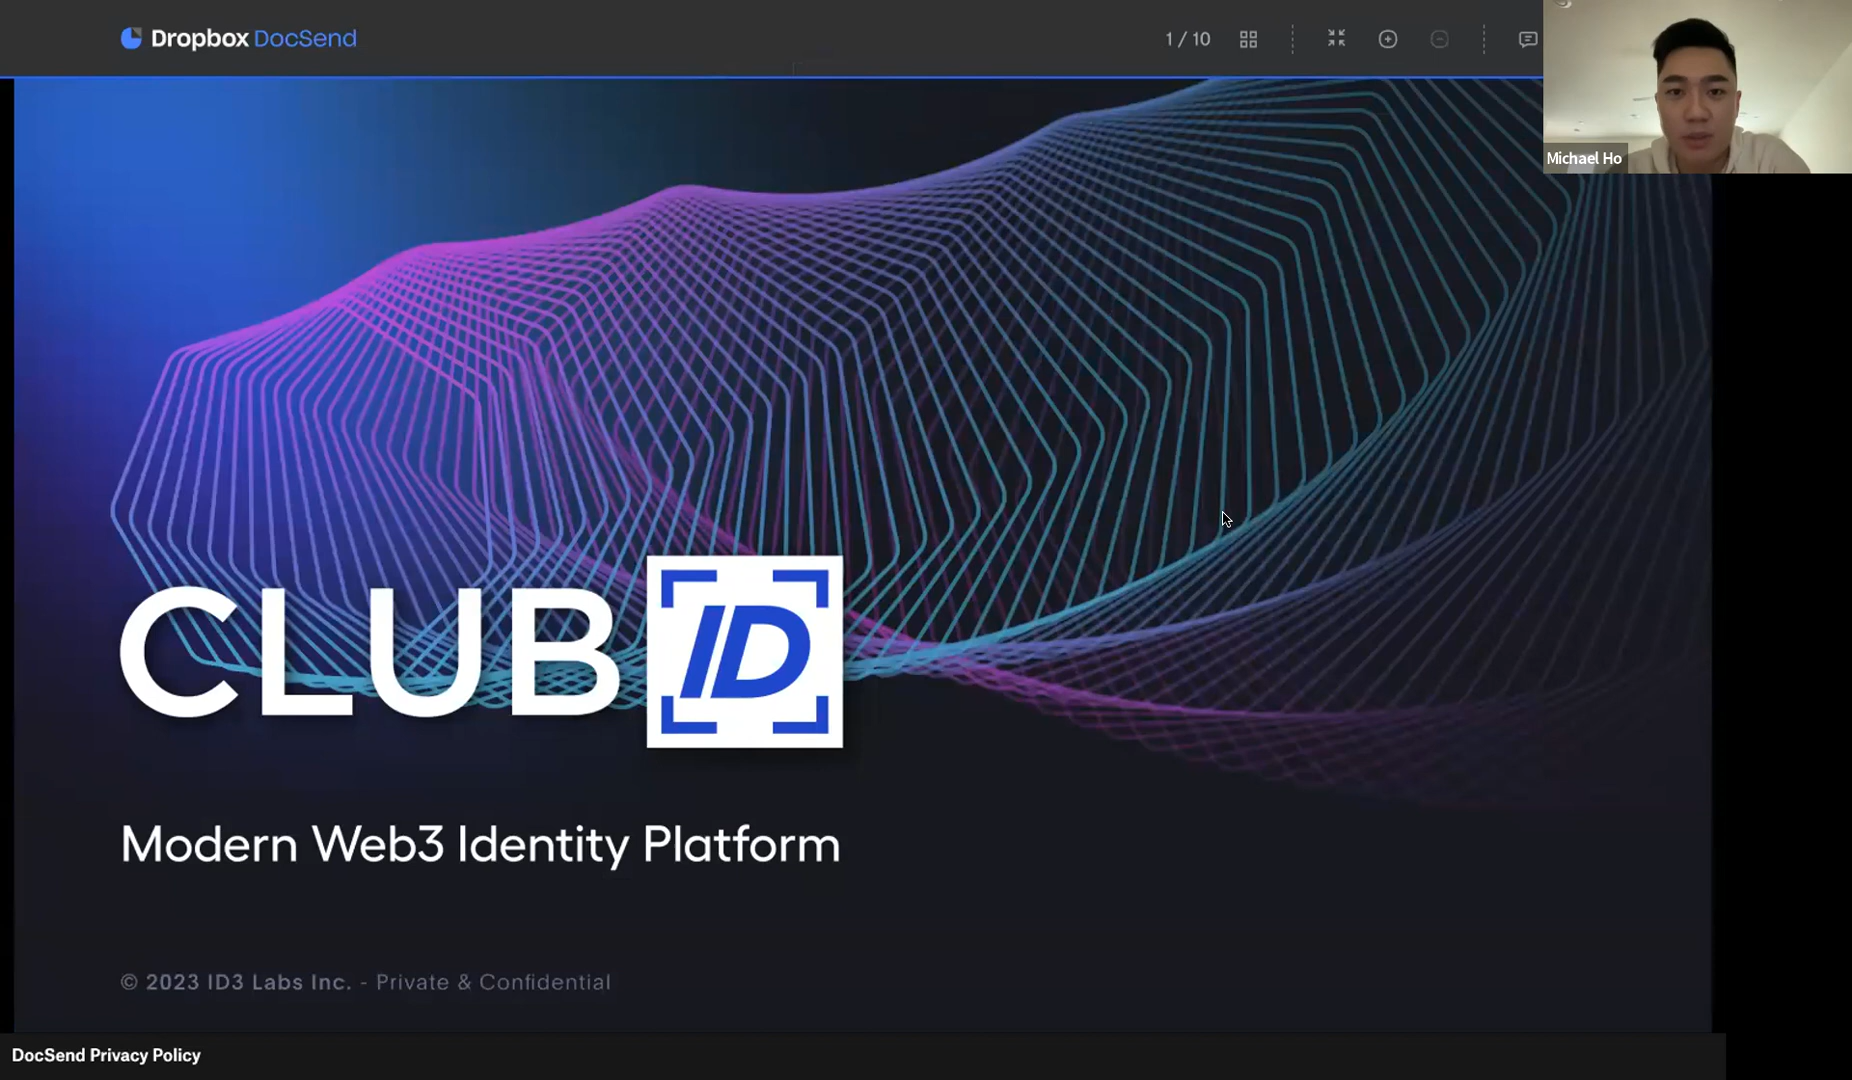 Dropbox DocSend
1 / 10
Michael Ho
CLUB ID
Modern Web3 Identity Platform
© 2023 ID3 Labs Inc. - Private & Confidential
DocSend Privacy Policy